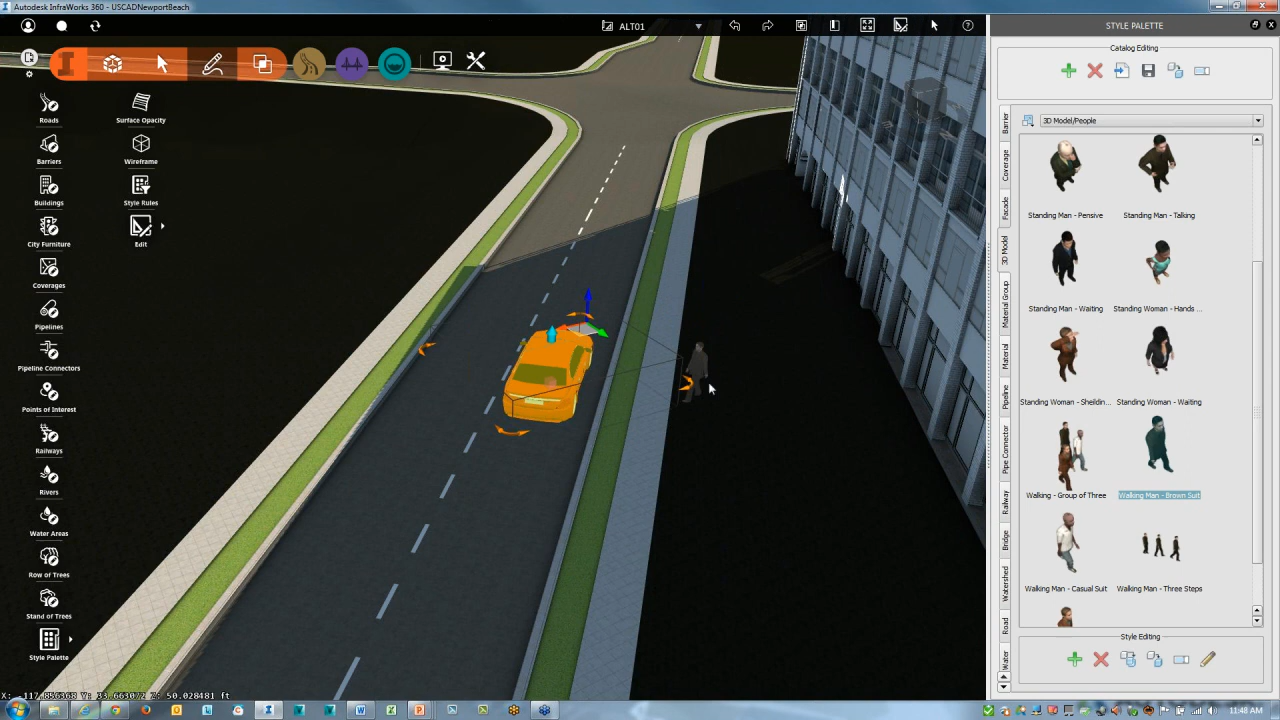 Autodesk InfraWorks 360 - USCADNewportBeach
ALT01
Roads
Surface Opacity
Barriers
Wireframe
Buildings
Style Rules
City Furniture
Edit
Coverages
Pipelines
Pipeline Connectors
Points of Interest
Railways
Rivers
Water Areas
Row of Trees
Stand of Trees
Style Palette
STYLE PALETTE
Catalog Editing
3D Model/People
Barrier
Coverage
Facade
3D Model
Material Group
Material
Pipeline
Pipe Connector
Railway
Bridge
Watershed
Road
Water
Standing Man - Pensive
Standing Man - Talking
Standing Man - Waiting
Standing Woman - Hands ...
Standing Woman - Sheildin...
Standing Woman - Waiting
Walking - Group of Three
Walking Man - Brown Suit
Walking Man - Casual Suit
Walking Man - Three Steps
Style Editing
11:48 AM